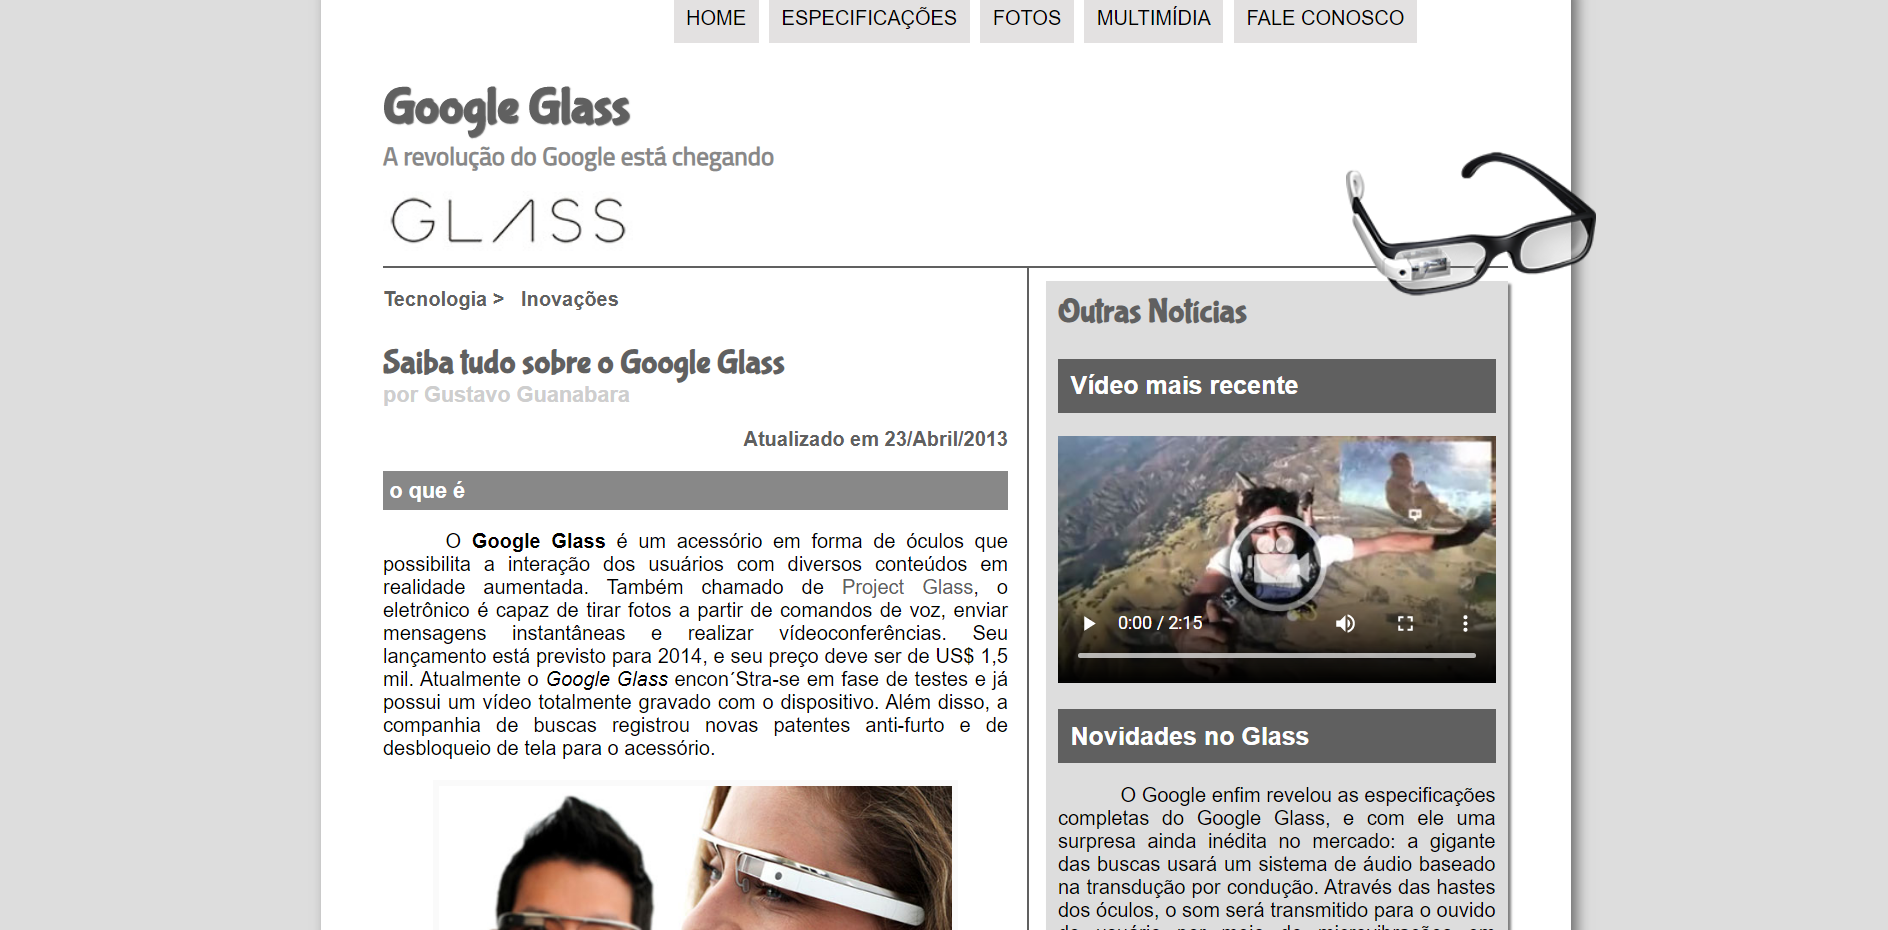 HOME ESPECIFICAÇÕES FOTOS MULTIMÍDIA FALE CONOSCO
Google Glass
A revolução do Google está chegando
GLASS
Tecnologia > Inovações
Saiba tudo sobre o Google Glass
por Gustavo Guanabara
Atualizado em 23/Abril/2013
o que é
O Google Glass é um acessório em forma de óculos que
possibilita a interação dos usuários com diversos conteúdos em
realidade aumentada. Também chamado de Project Glass, o
eletrônico é capaz de tirar fotos a partir de comandos de voz, enviar
mensagens instantâneas e realizar vídeoconferências. Seu
lançamento está previsto para 2014, e seu preço deve ser de US$ 1,5
mil. Atualmente o Google Glass encon´Stra-se em fase de testes e já
possui um vídeo totalmente gravado com o dispositivo. Além disso, a
companhia de buscas registrou novas patentes anti-furto e de
desbloqueio de tela para o acessório.
Outras Notícias
Vídeo mais recente
0:00 / 2:15
Novidades no Glass
O Google enfim revelou as especificações
completas do Google Glass, e com ele uma
surpresa ainda inédita no mercado: a gigante
das buscas usará um sistema de áudio baseado
na transdução por condução. Através das hastes
dos óculos, o som será transmitido para o ouvido
do usuário por meio de microvibrações em